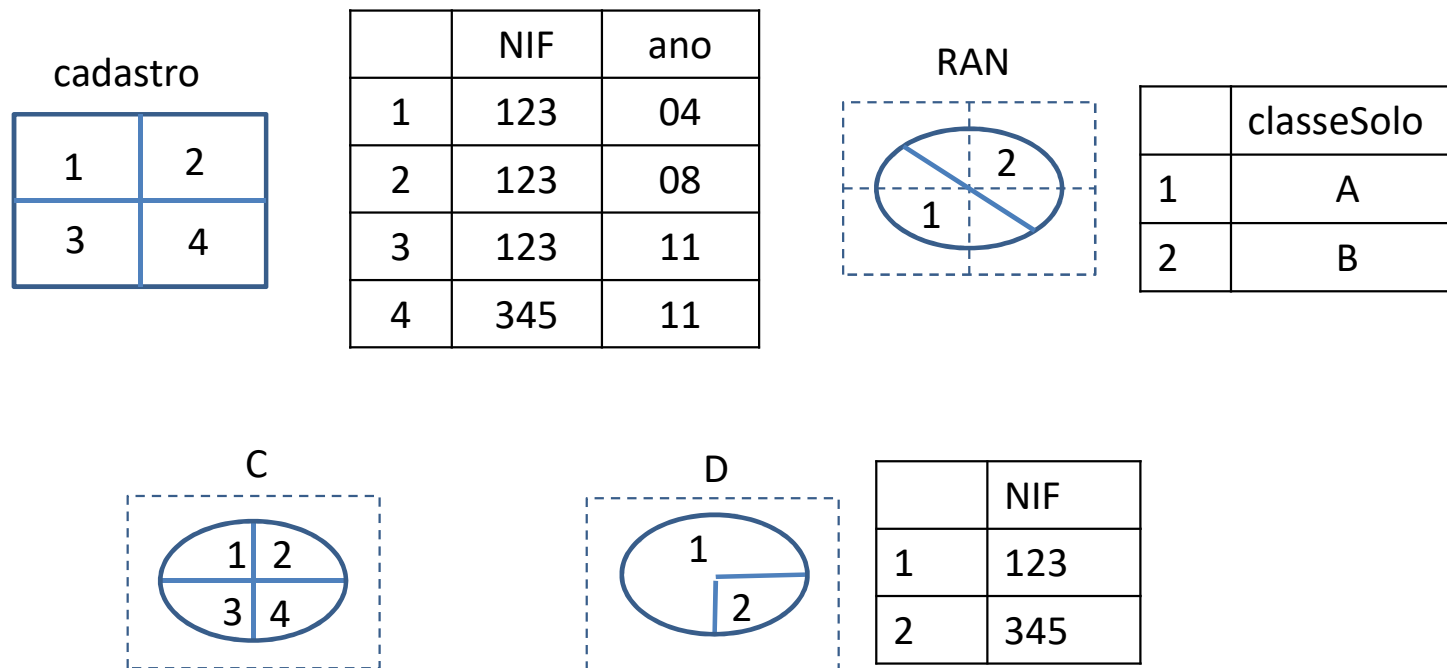 cadastro
1 2
3 4
NIF ano
1 123 04
2 123 08
3 123 11
4 345 11
RAN
2
1
classeSolo
1 A
2 B
C
1 2
3 4
D
1
2
NIF
1 123
2 345